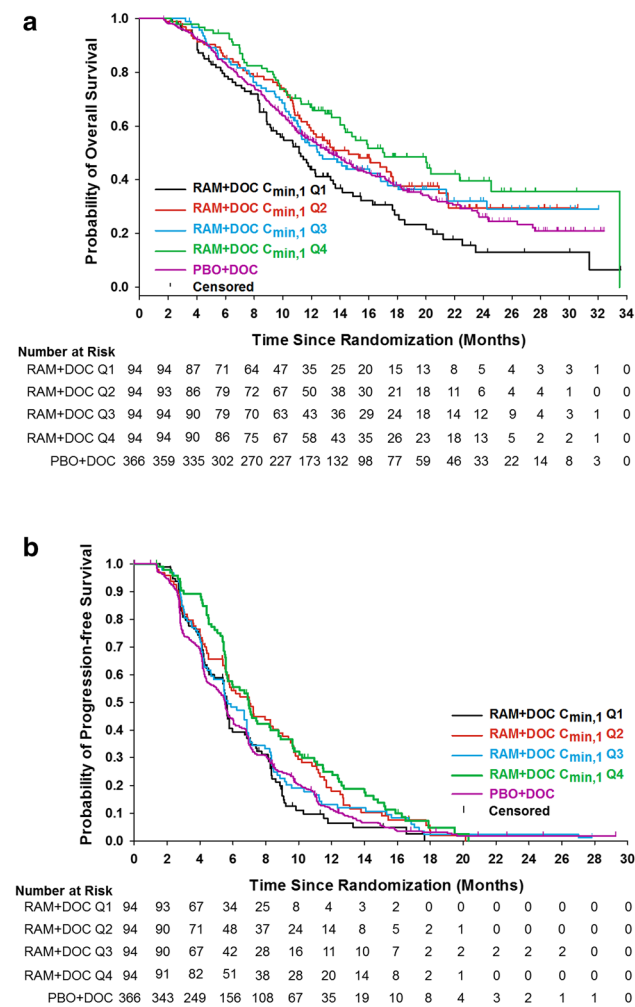 a
Probability of Overall Survival
1.0
0.8
0.6
0.4
0.2
0.0
RAM+DOC Cmin,1 Q1
RAM+DOC Cmin,1 Q2
RAM+DOC Cmin,1 Q3
RAM+DOC Cmin,1 Q4
PBO+DOC
Censored
0 2 4 6 8 10 12 14 16 18 20 22 24 26 28 30 32 34
Time Since Randomization (Months)
Number at Risk
RAM+DOC Q1 94 94 87 71 64 47 35 25 20 15 13 8 5 4 3 3 1 0
RAM+DOC Q2 94 93 86 79 72 67 50 38 30 21 18 11 6 4 4 1 0 0
RAM+DOC Q3 94 94 90 79 70 63 43 36 29 24 18 14 12 9 4 3 1 0
RAM+DOC Q4 94 94 90 86 75 67 58 43 35 26 23 18 13 5 2 2 1 0
PBO+DOC 366 359 335 302 270 227 173 132 98 77 59 46 33 22 14 8 3 0
b
Probability of Progression-free Survival
1.0
0.9
0.8
0.7
0.6
0.5
0.4
0.3
0.2
0.1
0.0
RAM+DOC Cmin,1 Q1
RAM+DOC Cmin,1 Q2
RAM+DOC Cmin,1 Q3
RAM+DOC Cmin,1 Q4
PBO+DOC
Censored
0 2 4 6 8 10 12 14 16 18 20 22 24 26 28 30
Time Since Randomization (Months)
Number at Risk
RAM+DOC Q1 94 93 67 34 25 8 4 3 2 0 0 0 0 0 0 0
RAM+DOC Q2 94 90 71 48 37 24 14 8 5 2 1 0 0 0 0 0
RAM+DOC Q3 94 90 67 42 28 16 11 10 7 2 2 2 2 2 0 0
RAM+DOC Q4 94 91 82 51 38 28 20 14 8 2 1 0 0 0 0 0
PBO+DOC 366 343 249 156 108 67 35 19 10 8 4 3 2 1 1 0